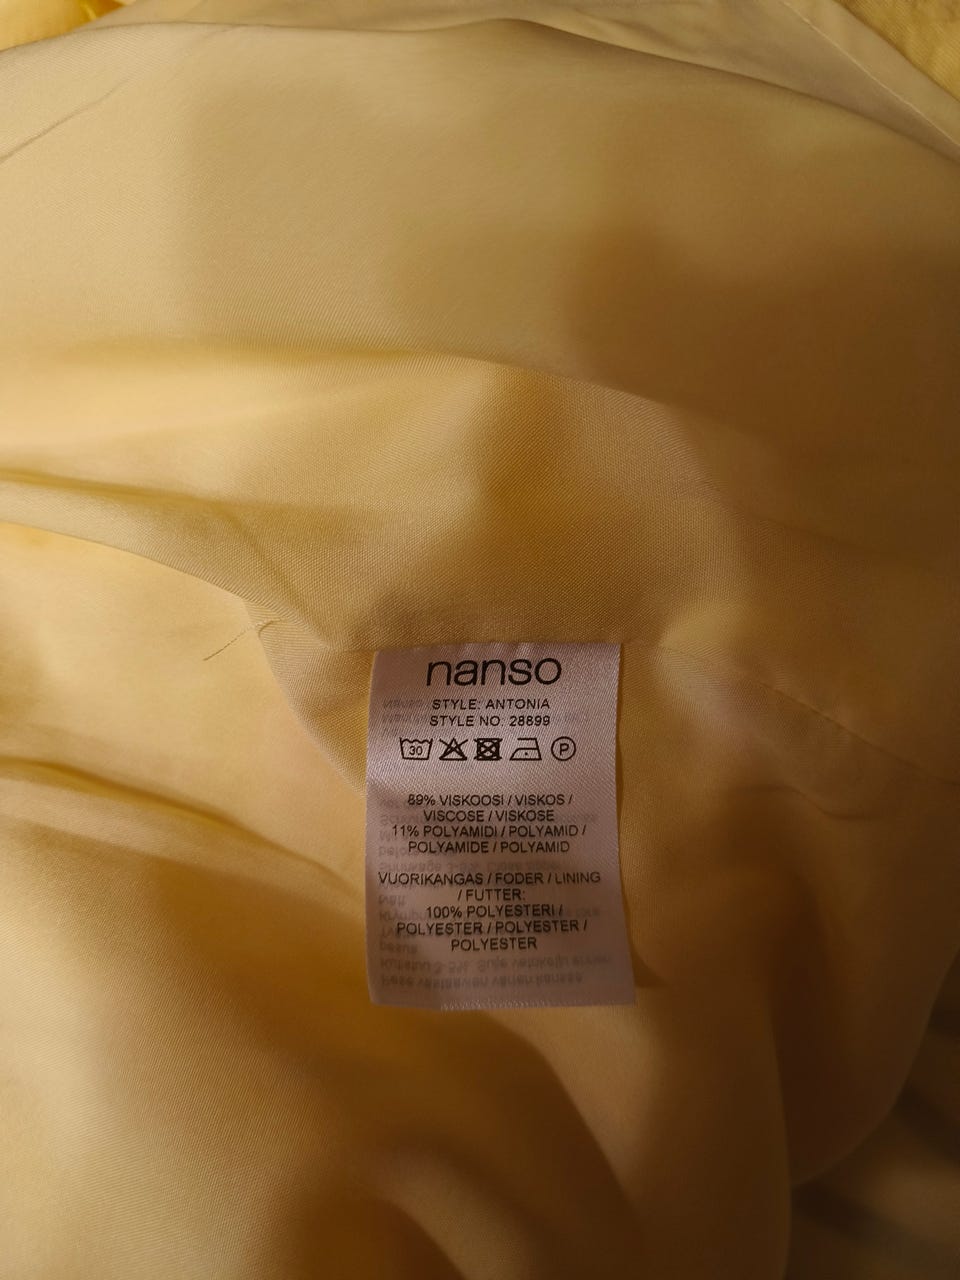 nanso
STYLE: ANTONIA
STYLE NO: 28899
30 P
89% VISKOOSI / VISKOS /
VISCOSE / VISKOSE
11% POLYAMIDI / POLYAMID /
POLYAMIDE / POLYAMID
VUORIKANGAS / FODER / LINING
/ FUTTER:
100% POLYESTERI /
POLYESTER / POLYESTER /
POLYESTER